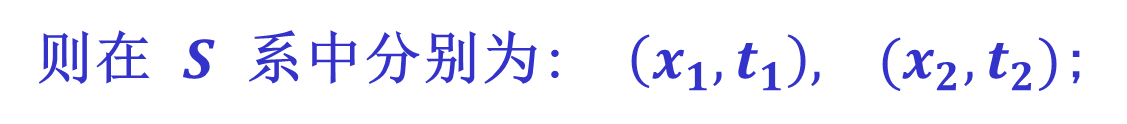 则在 S 系中分别为： (x₁,t₁), (x₂,t₂);